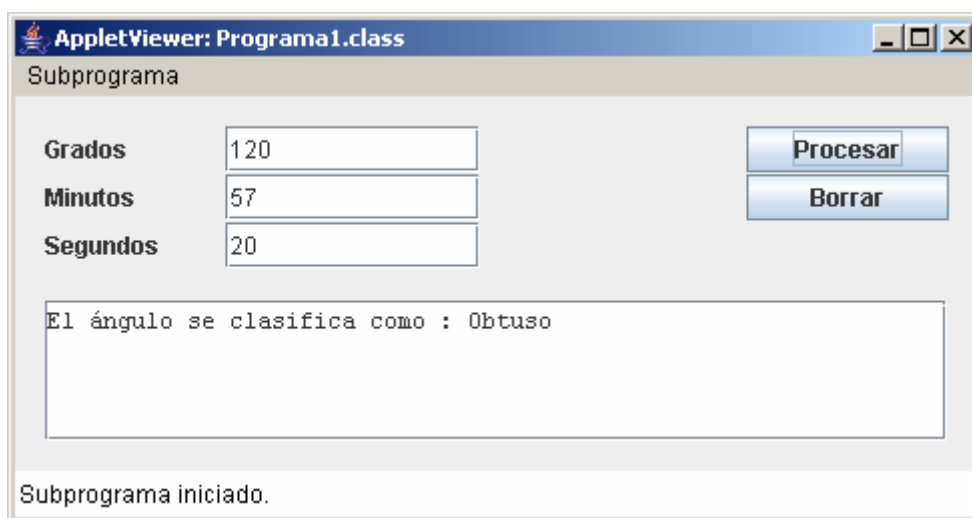 AppletViewer: Programa1.class
Subprograma
Grados 120 Procesar
Minutos 57 Borrar
Segundos 20
El ángulo se clasifica como : Obtuso
Subprograma iniciado.